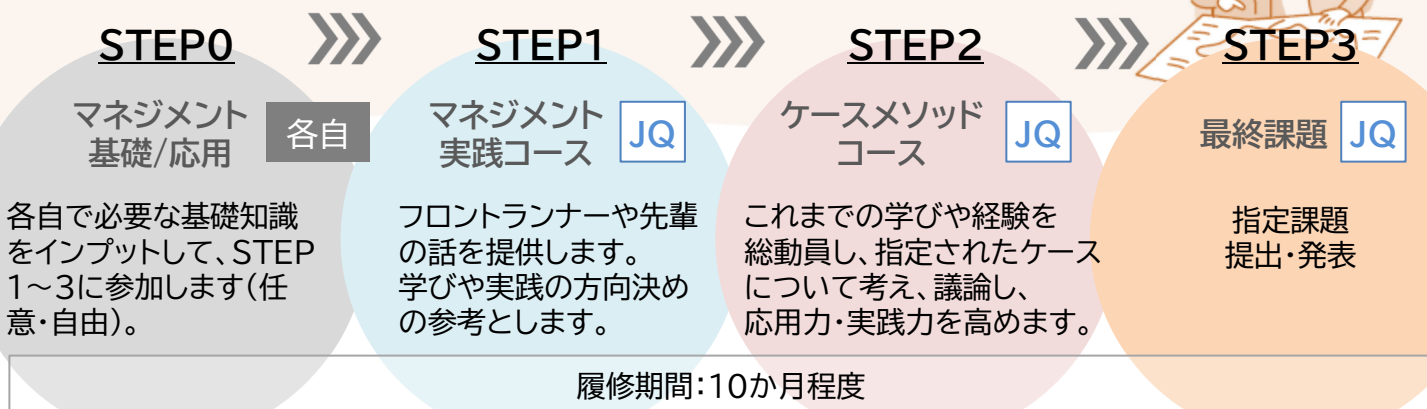 STEP0
マネジメント
基礎/応用
各自
各自で必要な基礎知識
をインプットして、STEP
1～3に参加します(任
意・自由)。
STEP1
マネジメント
実践コース
JQ
フロントランナーや先輩
の話を提供します。
学びや実践の方向決め
の参考とします。
STEP2
ケースメソッド
コース
JQ
これまでの学びや経験を
総動員し、指定されたケース
について考え、議論し、
応用力・実践力を高めます。
STEP3
最終課題
JQ
指定課題
提出・発表
履修期間:10か月程度